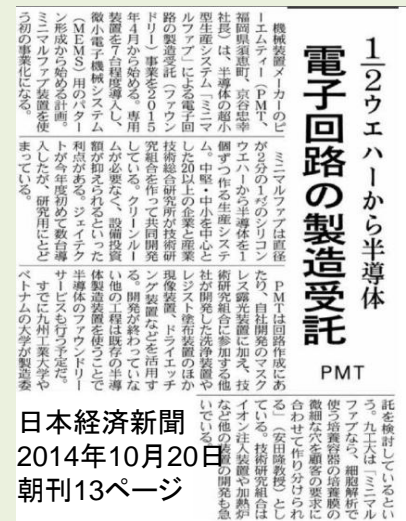 1/2ウエハーから半導体
電子回路の製造受託
PMT
機械装置メーカーのピ
ーエムティー(PMT、
福岡県須恵町、京谷忠幸
社長)は、半導体の超小
型生産システム「ミニマ
ルファブ」による電子回
路の製造受託(ファウン
ドリー)事業を2015
年4月から始める。専用
装置を7台程度導入し、
微小電子機械システム
(MEMS)用のパター
ン形成から始める計画。
ミニマルファブ装置を使
う初の事業化になる。
ミニマルファブは直径
が2分の1㌅のシリコン
ウエハーから半導体を1
個ずつ作る生産システ
ム。中堅・中小を中心と
した20以上の企業と産業
技術総合研究所が技術研
究組合を作って共同開発
している。クリーンルー
ムが必要なく、設備投資
額が抑えられるといった
利点がある。ジェイテク
トが今年度初めて数台導
入したが、研究用にとど
まっている。
PMTは回路作成にあ
たり、自社開発のマスク
レス露光装置に加え、技
術研究組合に参加する他
社が開発した洗浄装置や
レジスト塗布装置のほか
現像装置、ドライエッチ
ング装置などを活用す
る。開発が終わっていな
い他の工程は既存の半導
体製造装置を使うことで
半導体のファウンドリー
サービスも行う予定だ。
すでに九州工業大学や
ベトナムの大学が製造委
託を検討しているとい
う。九工大は「ミニマル
ファブなら、細胞解析で
使う培養容器の培養膜の
微細な穴を顧客の要求に
合わせて作り分けられ
る」(安田隆教授)とし
ている。技術研究組合は
イオン注入装置や加熱炉
など他の装置の開発も急
いでいる。
日本経済新聞
2014年10月20日
朝刊13ページ